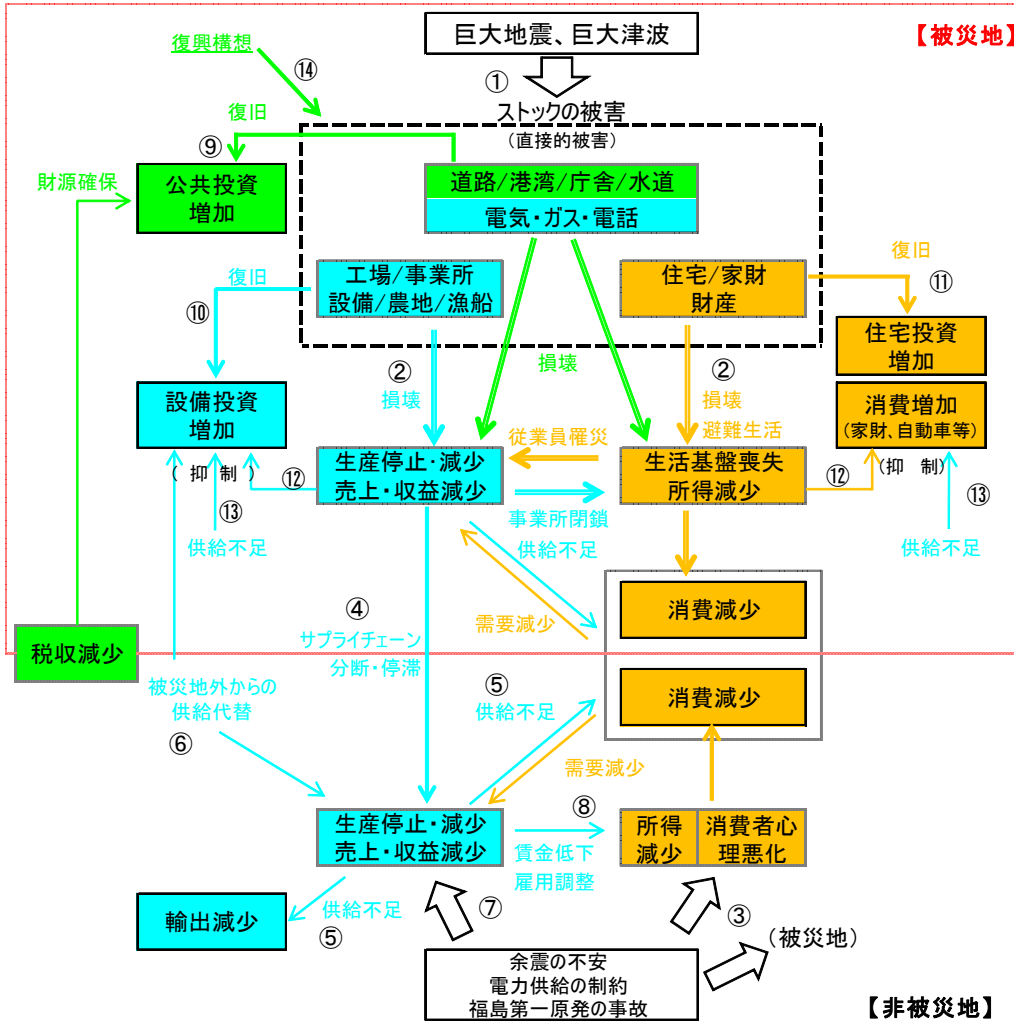 巨大地震、巨大津波
【被災地】
復興構想
⑭
①
ストックの被害
(直接的被害)
復旧
⑨
財源確保
公共投資
増加
道路/港湾/庁舎/水道
電気・ガス・電話
工場/事業所
設備/農地/漁船
住宅/家財
財産
復旧
⑩
復旧
⑪
住宅投資
増加
設備投資
増加
②
損壊
損壊
②
損壊
避難生活
消費増加
(家財、自動車等)
従業員罹災
(抑制)
⑫
生産停止・減少
売上・収益減少
生活基盤喪失
所得減少
⑫
(抑 制)
⑬
供給不足
事業所閉鎖
供給不足
⑬
供給不足
④
サプライチェーン
分断・停滞
需要減少
消費減少
税収減少
被災地外からの
供給代替
⑥
⑤
供給不足
消費減少
需要減少
⑧
生産停止・減少
売上・収益減少
賃金低下
雇用調整
所得
減少
消費者心
理悪化
輸出減少
供給不足
⑤
⑦
③
(被災地)
余震の不安
電力供給の制約
福島第一原発の事故
【非被災地】